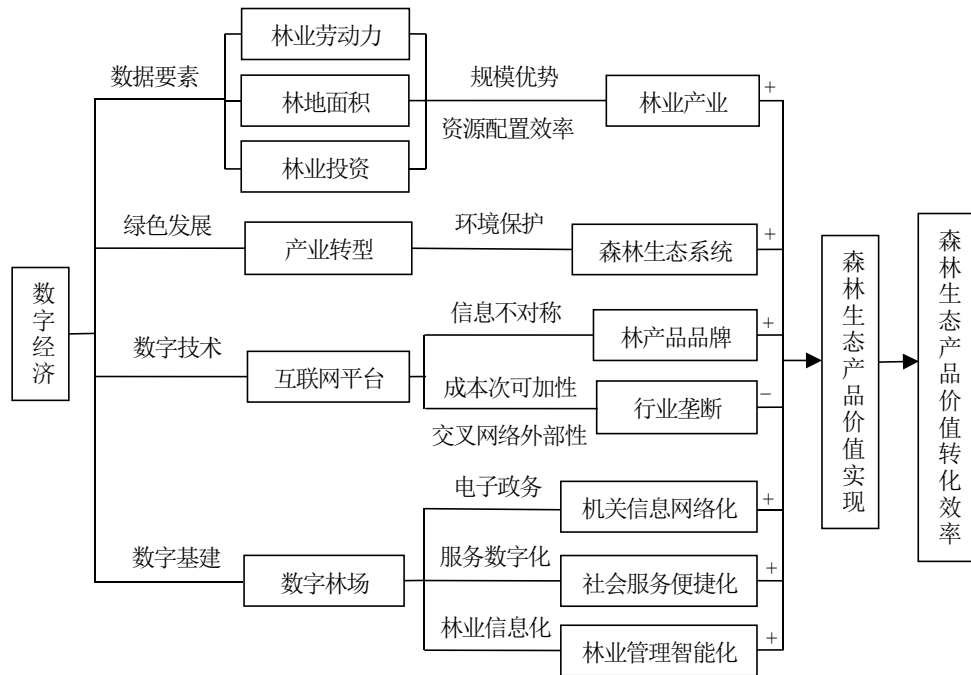 数字经济
数据要素
林业劳动力
林地面积
林业投资
规模优势
资源配置效率
林业产业
+
绿色发展
产业转型
环境保护
森林生态系统
+
数字技术
互联网平台
信息不对称
林产品品牌
+
成本次可加性
交叉网络外部性
行业垄断
−
数字基建
数字林场
电子政务
机关信息网络化
+
服务数字化
社会服务便捷化
+
林业信息化
林业管理智能化
+
森林生态产品价值实现
森林生态产品价值转化效率